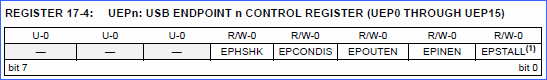 REGISTER 17-4: UEPn: USB ENDPOINT n CONTROL REGISTER (UEP0 THROUGH UEP15)
U-0 U-0 U-0 R/W-0 R/W-0 R/W-0 R/W-0 R/W-0
— — — EPHSHK EPCONDIS EPOUTEN EPINEN EPSTALL(1)
bit 7 bit 0